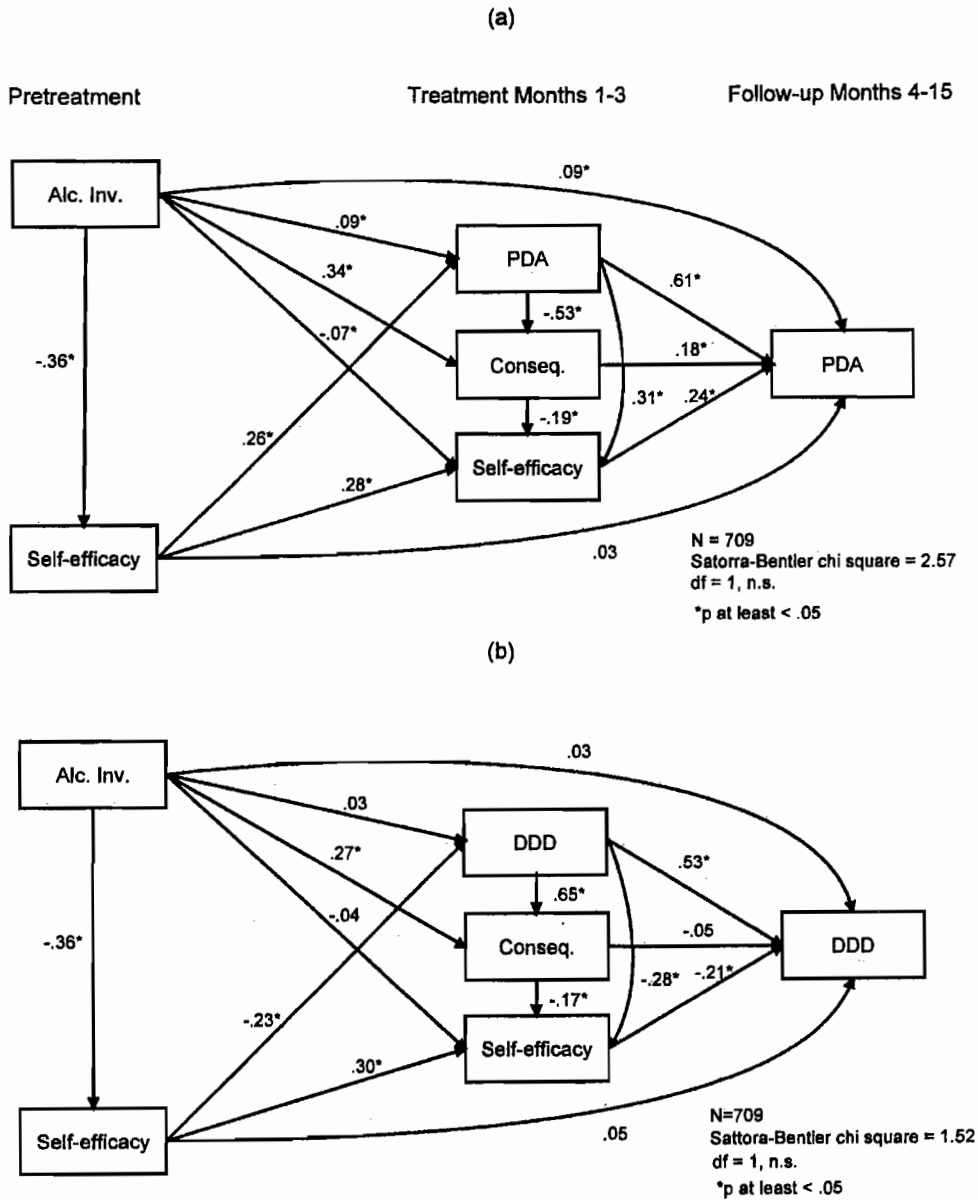 (a)
Pretreatment
Treatment Months 1-3
Follow-up Months 4-15
Alc. Inv.
.09*
.09*
PDA
.34*
.61*
-.07*
-.53*
-.36*
Conseq.
.18*
PDA
.31*
.24*
-.19*
.26*
Self-efficacy
.28*
Self-efficacy
.03
N = 709
Satorra-Bentler chi square = 2.57
df = 1, n.s.
*p at least < .05
(b)
Alc. Inv.
.03
.03
DDD
.27*
.53*
-.04
.65*
-.36*
Conseq.
-.05
DDD
-.28*
-.21*
-.17*
-.23*
Self-efficacy
.30*
Self-efficacy
.05
N=709
Sattora-Bentler chi square = 1.52
df = 1, n.s.
*p at least < .05